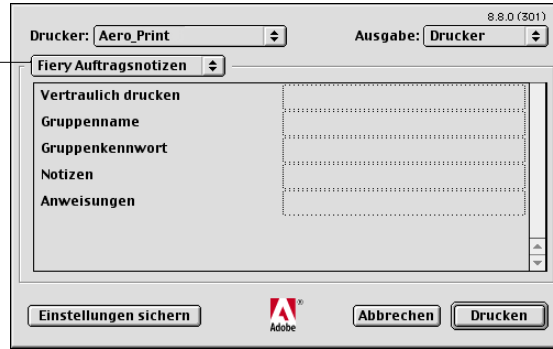 8.8.0 (301)
Drucker: Aero_Print Ausgabe: Drucker
Fiery Auftragsnotizen
Vertraulich drucken
Gruppenname
Gruppenkennwort
Notizen
Anweisungen
Einstellungen sichern Adobe® Abbrechen Drucken